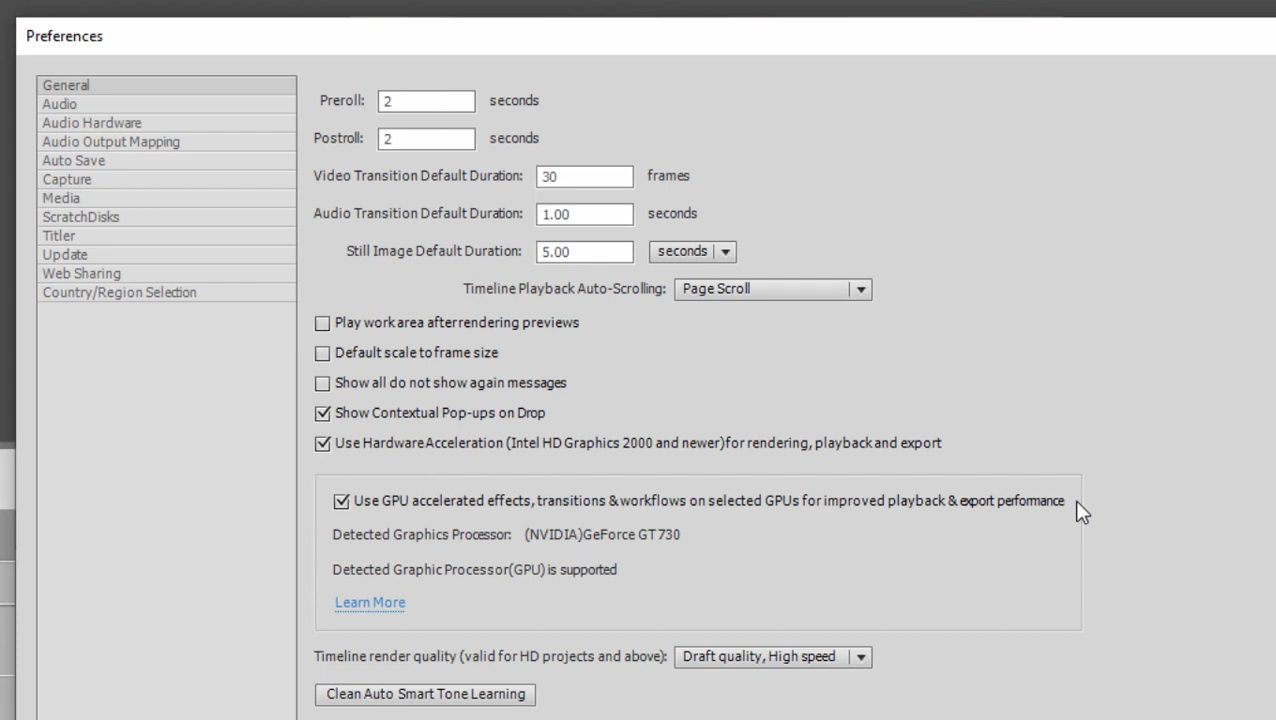 Preferences
General
Audio
Audio Hardware
Audio Output Mapping
Auto Save
Capture
Media
ScratchDisks
Titler
Update
Web Sharing
Country/Region Selection
Preroll: 2 seconds
Postroll: 2 seconds
Video Transition Default Duration: 30 frames
Audio Transition Default Duration: 1.00 seconds
Still Image Default Duration: 5.00 seconds
Timeline Playback Auto-Scrolling: Page Scroll
Play work area after rendering previews
Default scale to frame size
Show all do not show again messages
Show Contextual Pop-ups on Drop
Use Hardware Acceleration (Intel HD Graphics 2000 and newer) for rendering, playback and export
Use GPU accelerated effects, transitions & workflows on selected GPUs for improved playback & export performance
Detected Graphics Processor: (NVIDIA)GeForce GT 730
Detected Graphic Processor(GPU) is supported
Learn More
Timeline render quality (valid for HD projects and above): Draft quality, High speed
Clean Auto Smart Tone Learning